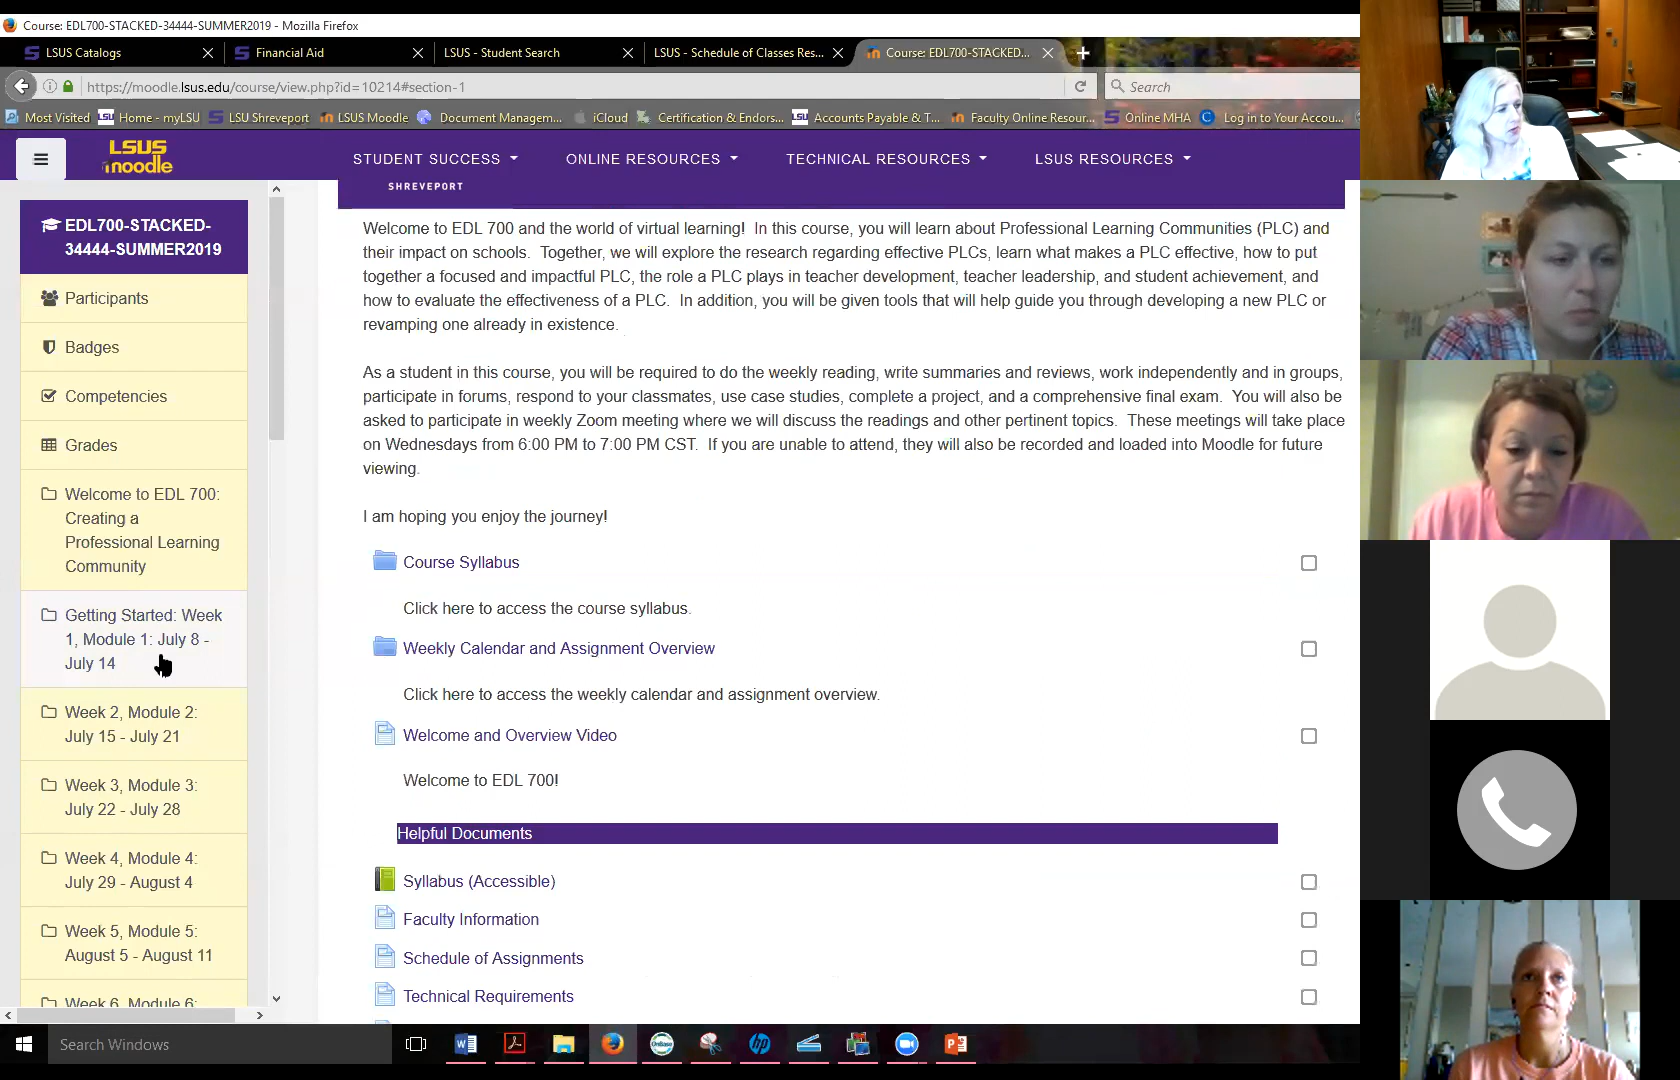 Course: EDL700-STACKED-34444-SUMMER2019 - Mozilla Firefox
LSUS Catalogs
Financial Aid
LSUS - Student Search
LSUS - Schedule of Classes Res...
Course: EDL700-STACKED...
https://moodle.lsus.edu/course/view.php?id=10214#section-1
Search
Most Visited
Home - myLSU
LSU Shreveport
LSUS Moodle
Document Managem...
iCloud
Certification & Endors...
Accounts Payable & T...
Faculty Online Resour...
Online MHA
Log in to Your Accou...
LSUS
moodle
STUDENT SUCCESS
ONLINE RESOURCES
TECHNICAL RESOURCES
LSUS RESOURCES
SHREVEPORT
EDL700-STACKED-
34444-SUMMER2019
Participants
Badges
Competencies
Grades
Welcome to EDL 700:
Creating a
Professional Learning
Community
Getting Started: Week
1, Module 1: July 8 -
July 14
Week 2, Module 2:
July 15 - July 21
Week 3, Module 3:
July 22 - July 28
Week 4, Module 4:
July 29 - August 4
Week 5, Module 5:
August 5 - August 11
Week 6, Module 6:
Welcome to EDL 700 and the world of virtual learning! In this course, you will learn about Professional Learning Communities (PLC) and
their impact on schools. Together, we will explore the research regarding effective PLCs, learn what makes a PLC effective, how to put
together a focused and impactful PLC, the role a PLC plays in teacher development, teacher leadership, and student achievement, and
how to evaluate the effectiveness of a PLC. In addition, you will be given tools that will help guide you through developing a new PLC or
revamping one already in existence.
As a student in this course, you will be required to do the weekly reading, write summaries and reviews, work independently and in groups,
participate in forums, respond to your classmates, use case studies, complete a project, and a comprehensive final exam. You will also be
asked to participate in weekly Zoom meeting where we will discuss the readings and other pertinent topics. These meetings will take place
on Wednesdays from 6:00 PM to 7:00 PM CST. If you are unable to attend, they will also be recorded and loaded into Moodle for future
viewing.
I am hoping you enjoy the journey!
Course Syllabus
Click here to access the course syllabus.
Weekly Calendar and Assignment Overview
Click here to access the weekly calendar and assignment overview.
Welcome and Overview Video
Welcome to EDL 700!
Helpful Documents
Syllabus (Accessible)
Faculty Information
Schedule of Assignments
Technical Requirements
Search Windows